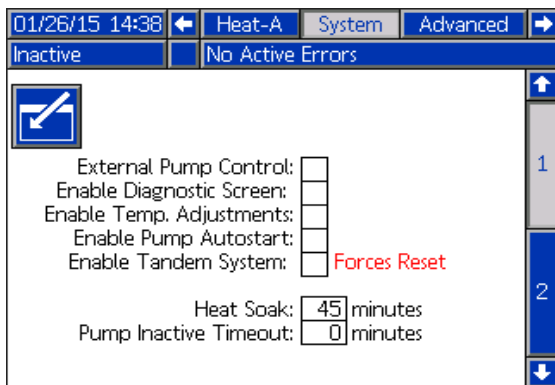 01/26/15 14:38 Heat-A System Advanced
Inactive No Active Errors
1
External Pump Control:
Enable Diagnostic Screen:
Enable Temp. Adjustments:
Enable Pump Autostart:
Enable Tandem System: Forces Reset
2
Heat Soak: 45 minutes
Pump Inactive Timeout: 0 minutes